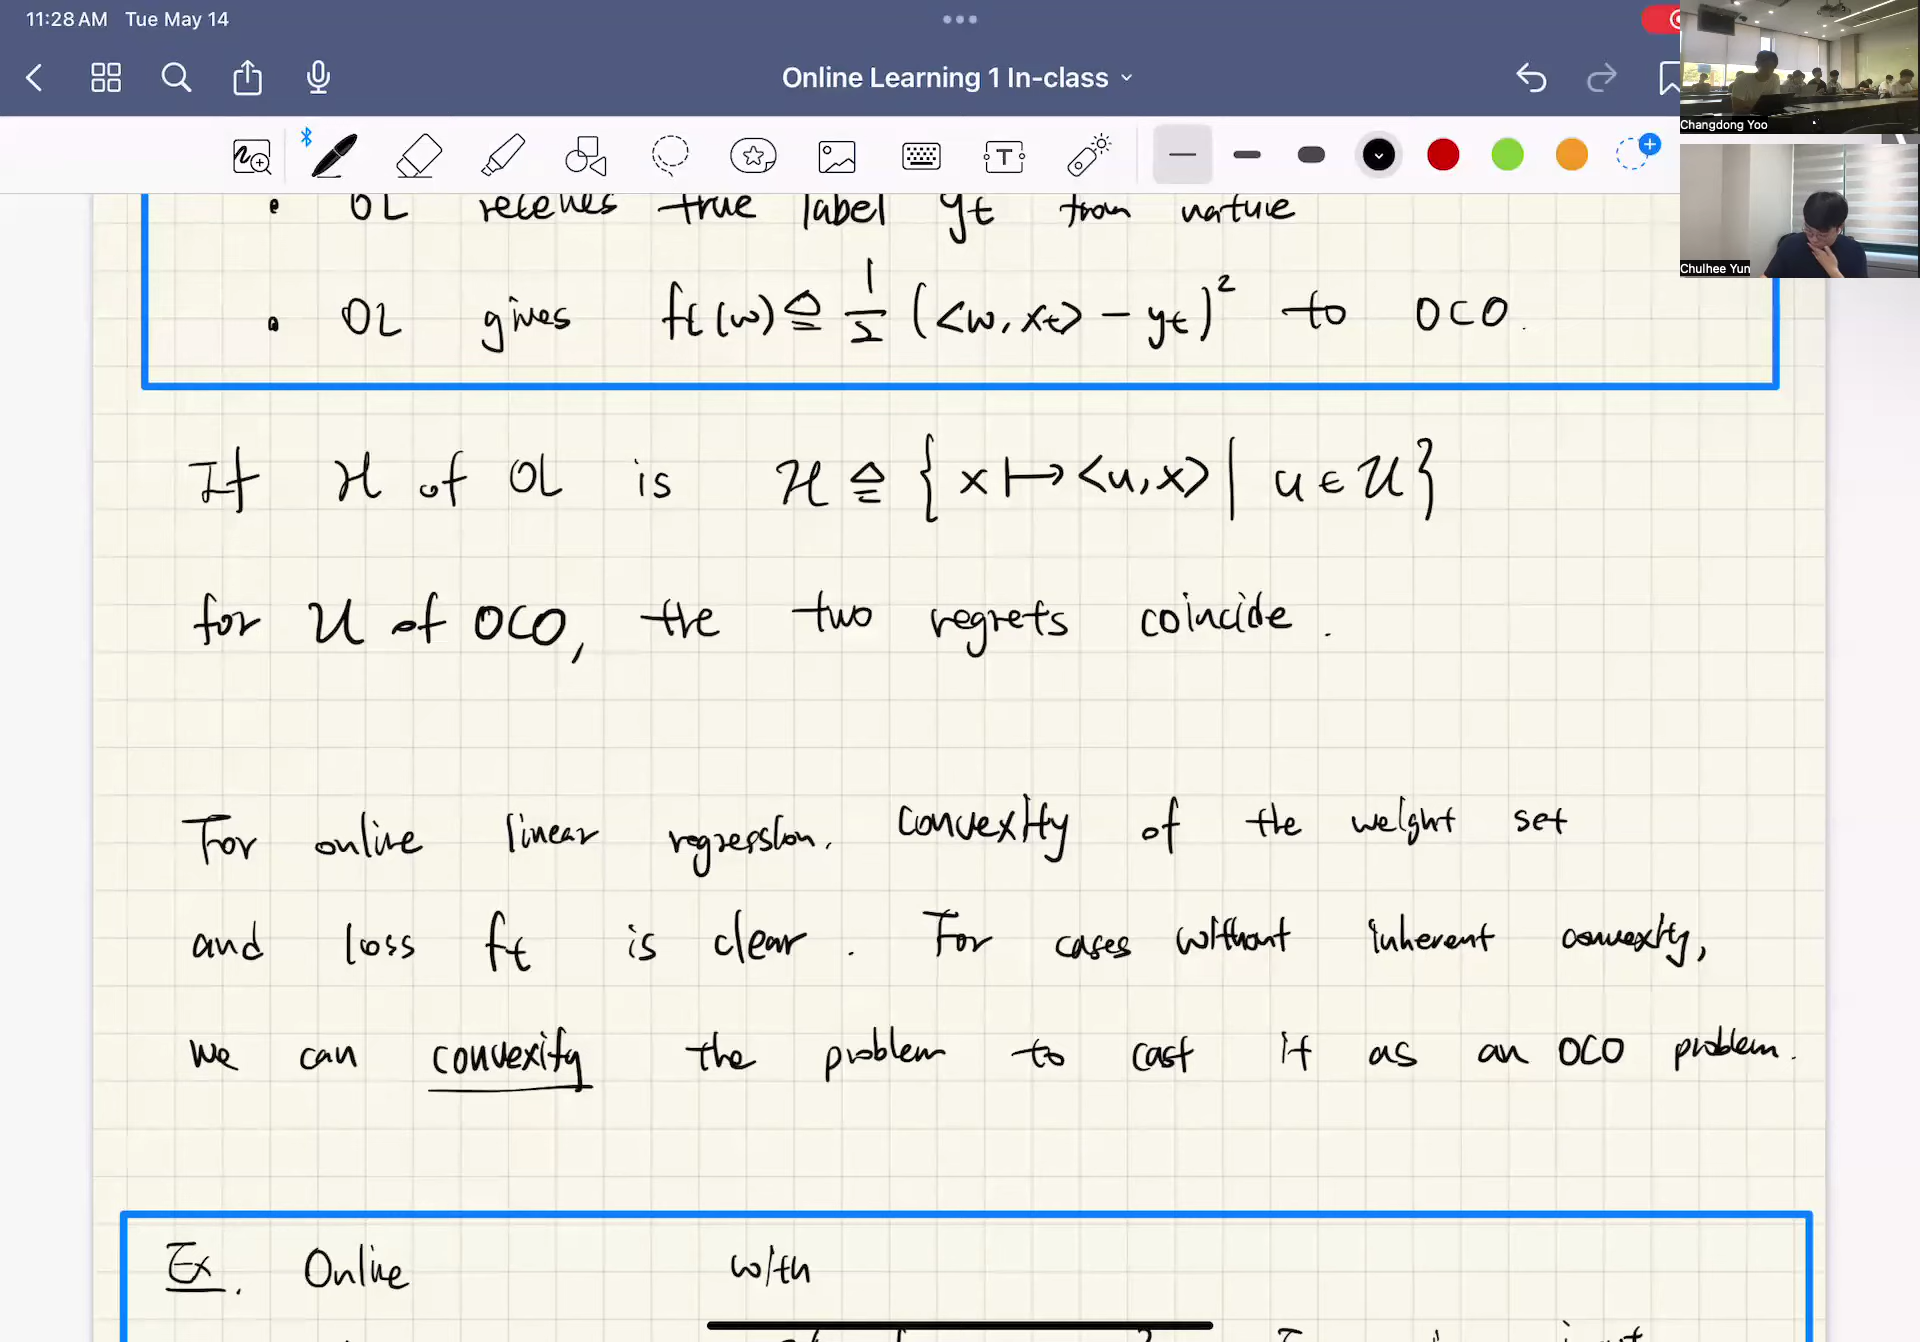 11:28 AM Tue May 14
Online Learning 1 In-class
Changdong Yoo
Chulhee Yun
• OL receives true label yt from nature
• OL gives ft(w) ≜ 1/2 (<w, xt> - yt)² to OCO.
If H of OL is H ≜ { x ↦ <u, x> | u ∈ U }
for U of OCO, the two regrets coincide.
For online linear regression, convexity of the weight set
and loss ft is clear. For cases without inherent convexity,
we can convexify the problem to cast it as an OCO problem.
Ex. Online with